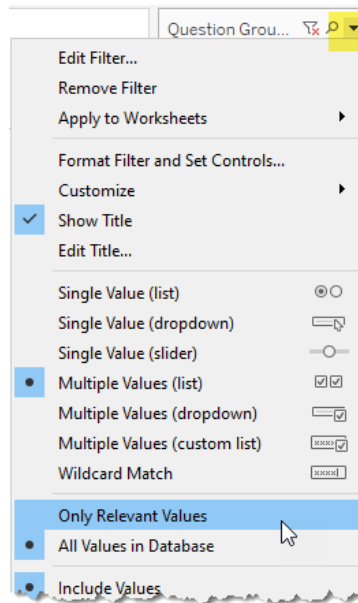 Question Grou...
Edit Filter...
Remove Filter
Apply to Worksheets
Format Filter and Set Controls...
Customize
Show Title
Edit Title...
Single Value (list)
Single Value (dropdown)
Single Value (slider)
Multiple Values (list)
Multiple Values (dropdown)
Multiple Values (custom list)
Wildcard Match
Only Relevant Values
All Values in Database
Include Values